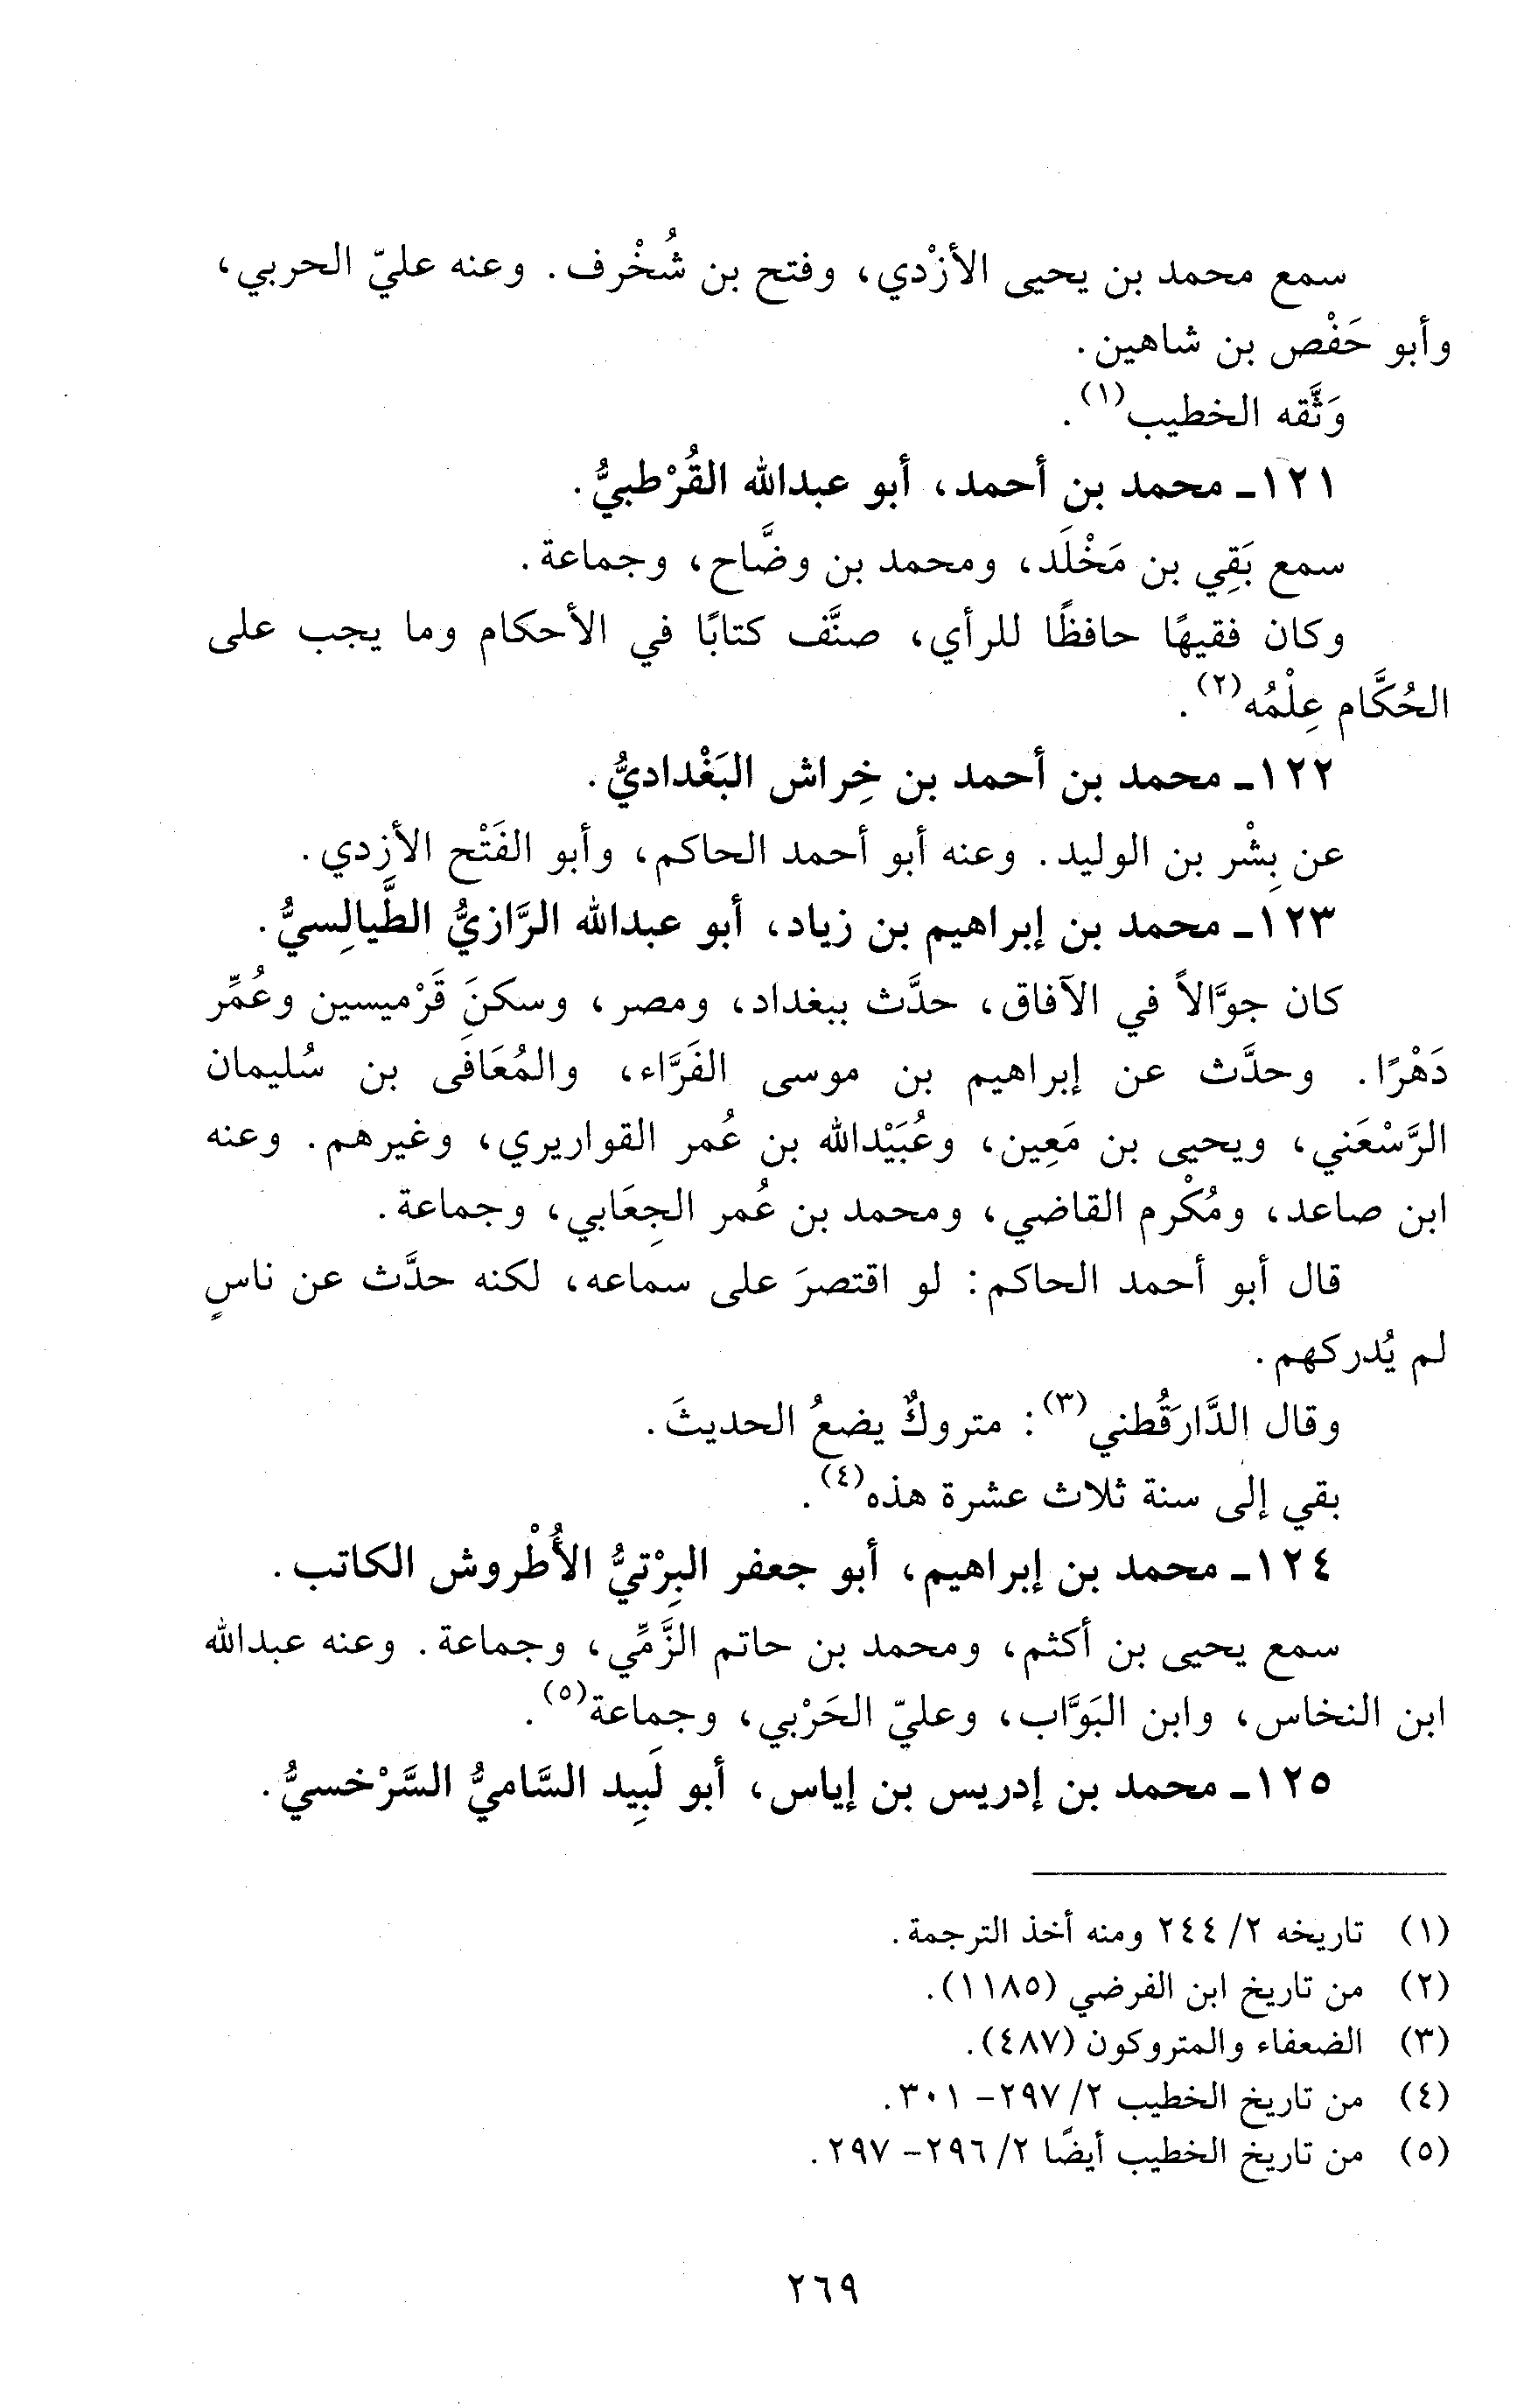 سمع محمد بن يحيى الأزْدي، وفتح بن شُخْرف. وعنه عليّ الحربي،
وأبو حَفْص بن شاهين.
وَثَّقه الخطيب(١).
١٢١ـ محمد بن أحمد، أبو عبدالله القُرْطبيُّ.
سمع بَقِي بن مَخْلَد، ومحمد بن وضَّاح، وجماعة.
وكان فقيهًا حافظًا للرأي، صنَّف كتابًا في الأحكام وما يجب على
الحُكَّام عِلْمُه(٢).
١٢٢ـ محمد بن أحمد بن خِراش البَغْداديُّ.
عن بِشْر بن الوليد. وعنه أبو أحمد الحاكم، وأبو الفَتْح الأزدي.
١٢٣ـ محمد بن إبراهيم بن زياد، أبو عبدالله الرَّازيُّ الطَّيالِسيُّ.
كان جوَّالاً في الآفاق، حدَّث ببغداد، ومصر، وسكنَ قَرْميسين وعُمِّر
دَهْرًا. وحدَّث عن إبراهيم بن موسى الفَرَّاء، والمُعَافَى بن سُليمان
الرَّسْعَني، ويحيى بن مَعِين، وعُبَيْدالله بن عُمر القواريري، وغيرهم. وعنه
ابن صاعد، ومُكْرم القاضي، ومحمد بن عُمر الجِعَابي، وجماعة.
قال أبو أحمد الحاكم: لو اقتصرَ على سماعه، لكنه حدَّث عن ناسٍ
لم يُدركهم.
وقال الدَّارَقُطني(٣): متروكٌ يضعُ الحديثَ.
بقي إلى سنة ثلاث عشرة هذه(٤).
١٢٤ـ محمد بن إبراهيم، أبو جعفر البِرْتيُّ الأُطْروش الكاتب.
سمع يحيى بن أكثم، ومحمد بن حاتم الزَّمِّي، وجماعة. وعنه عبدالله
ابن النخاس، وابن البَوَّاب، وعليّ الحَرْبي، وجماعة(٥).
١٢٥ـ محمد بن إدريس بن إياس، أبو لَبِيد السَّاميُّ السَّرْخسيُّ.
(١) تاريخه ٢/ ٢٤٤ ومنه أخذ الترجمة.
(٢) من تاريخ ابن الفرضي (١١٨٥).
(٣) الضعفاء والمتروكون (٤٨٧).
(٤) من تاريخ الخطيب ٢/ ٢٩٧- ٣٠١.
(٥) من تاريخ الخطيب أيضًا ٢/ ٢٩٦- ٢٩٧.
٢٦٩